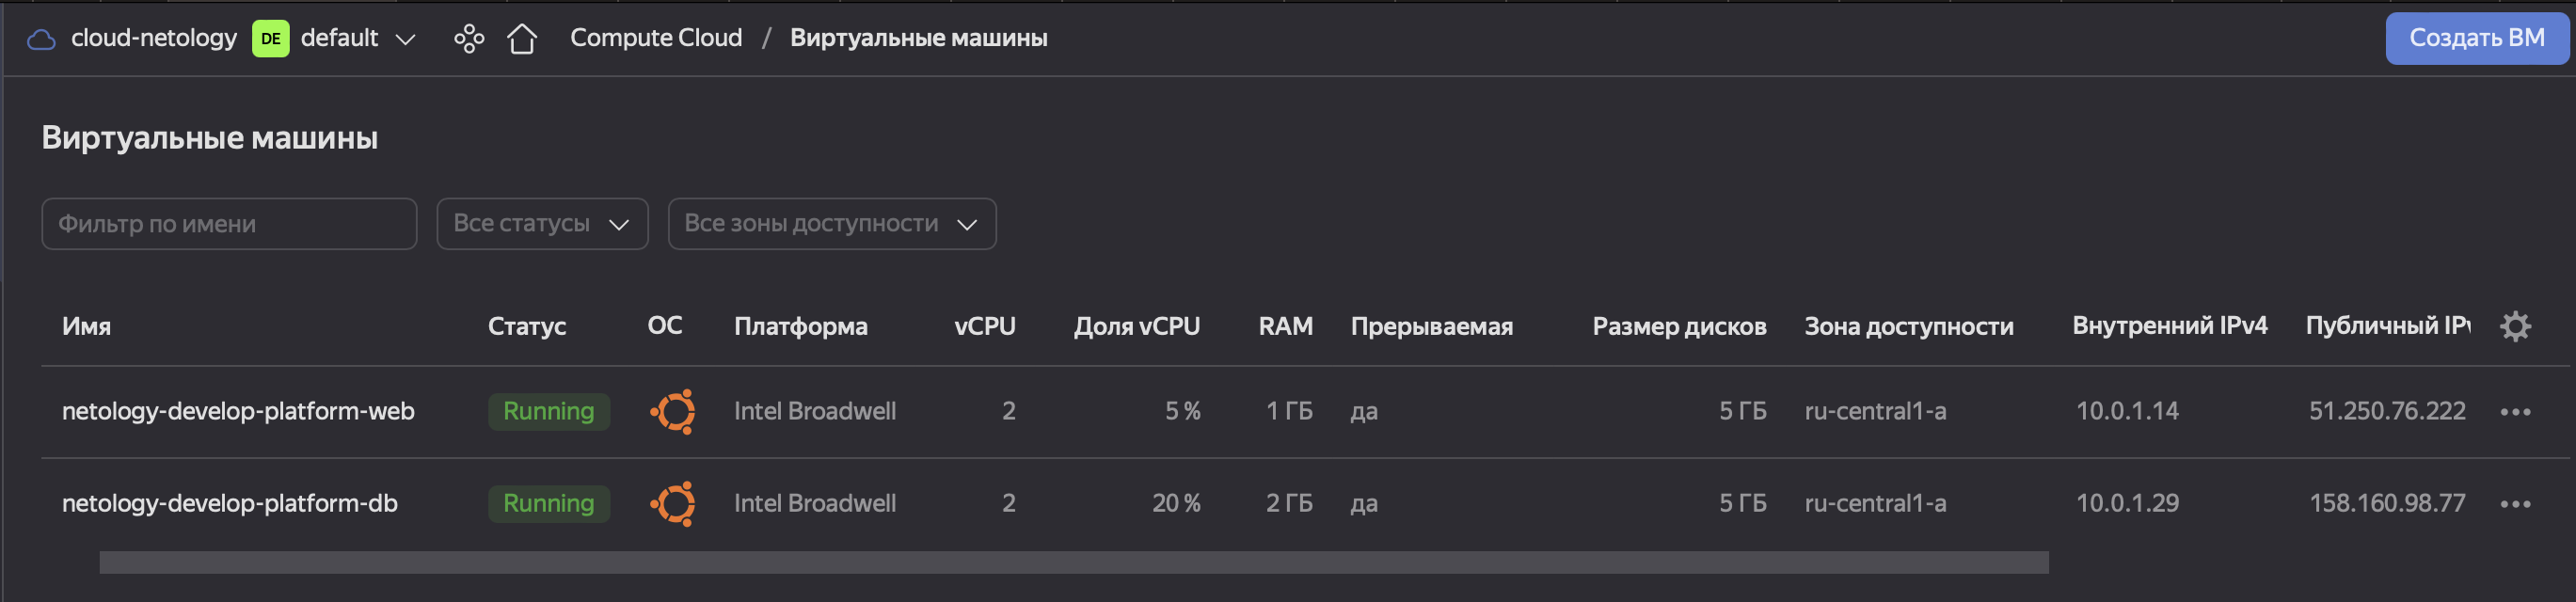 cloud-netology DE default Compute Cloud / Виртуальные машины Создать ВМ
Виртуальные машины
Фильтр по имени Все статусы Все зоны доступности
Имя Статус ОС Платформа vCPU Доля vCPU RAM Прерываемая Размер дисков Зона доступности Внутренний IPv4 Публичный IPv
netology-develop-platform-web Running Intel Broadwell 2 5 % 1 ГБ да 5 ГБ ru-central1-a 10.0.1.14 51.250.76.222
netology-develop-platform-db Running Intel Broadwell 2 20 % 2 ГБ да 5 ГБ ru-central1-a 10.0.1.29 158.160.98.77